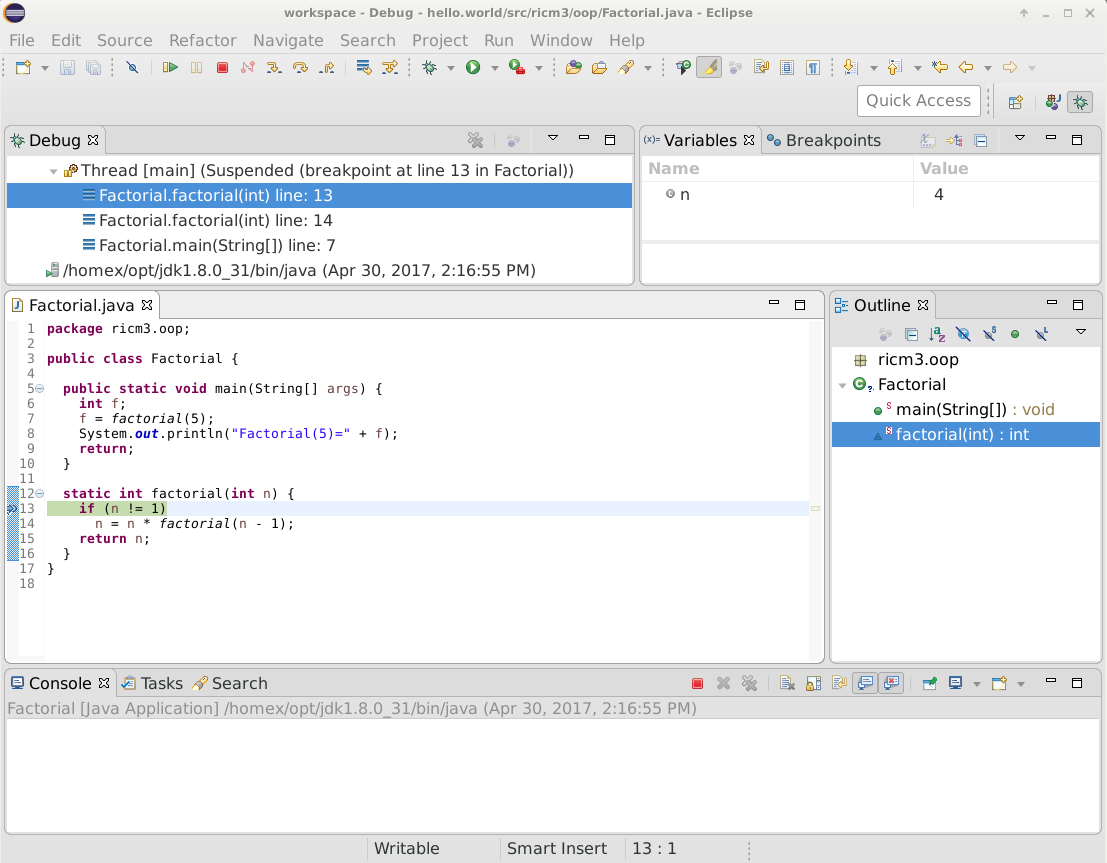 workspace - Debug - hello.world/src/ricm3/oop/Factorial.java - Eclipse
File Edit Source Refactor Navigate Search Project Run Window Help
Quick Access
Debug
Thread [main] (Suspended (breakpoint at line 13 in Factorial))
Factorial.factorial(int) line: 13
Factorial.factorial(int) line: 14
Factorial.main(String[]) line: 7
/homex/opt/jdk1.8.0_31/bin/java (Apr 30, 2017, 2:16:55 PM)
(x)= Variables Breakpoints
Name Value
n 4
Factorial.java
1 package ricm3.oop;
2
3 public class Factorial {
4
5 public static void main(String[] args) {
6 int f;
7 f = factorial(5);
8 System.out.println("Factorial(5)=" + f);
9 return;
10 }
11
12 static int factorial(int n) {
13 if (n != 1)
14 n = n * factorial(n - 1);
15 return n;
16 }
17 }
18
Outline
ricm3.oop
Factorial
main(String[]) : void
factorial(int) : int
Console Tasks Search
Factorial [Java Application] /homex/opt/jdk1.8.0_31/bin/java (Apr 30, 2017, 2:16:55 PM)
Writable Smart Insert 13 : 1